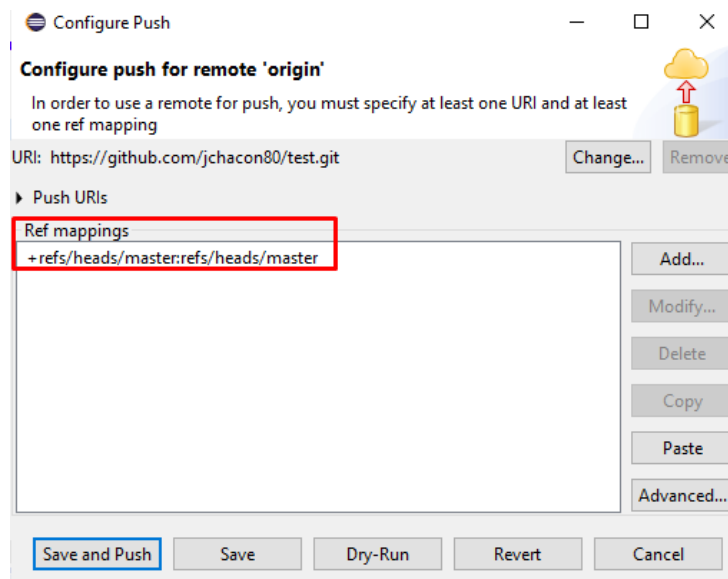 Configure Push
Configure push for remote 'origin'
In order to use a remote for push, you must specify at least one URI and at least
one ref mapping
URI: https://github.com/jchacon80/test.git
Change...
Remove
Push URIs
Ref mappings
+refs/heads/master:refs/heads/master
Add...
Modify...
Delete
Copy
Paste
Advanced...
Save and Push
Save
Dry-Run
Revert
Cancel